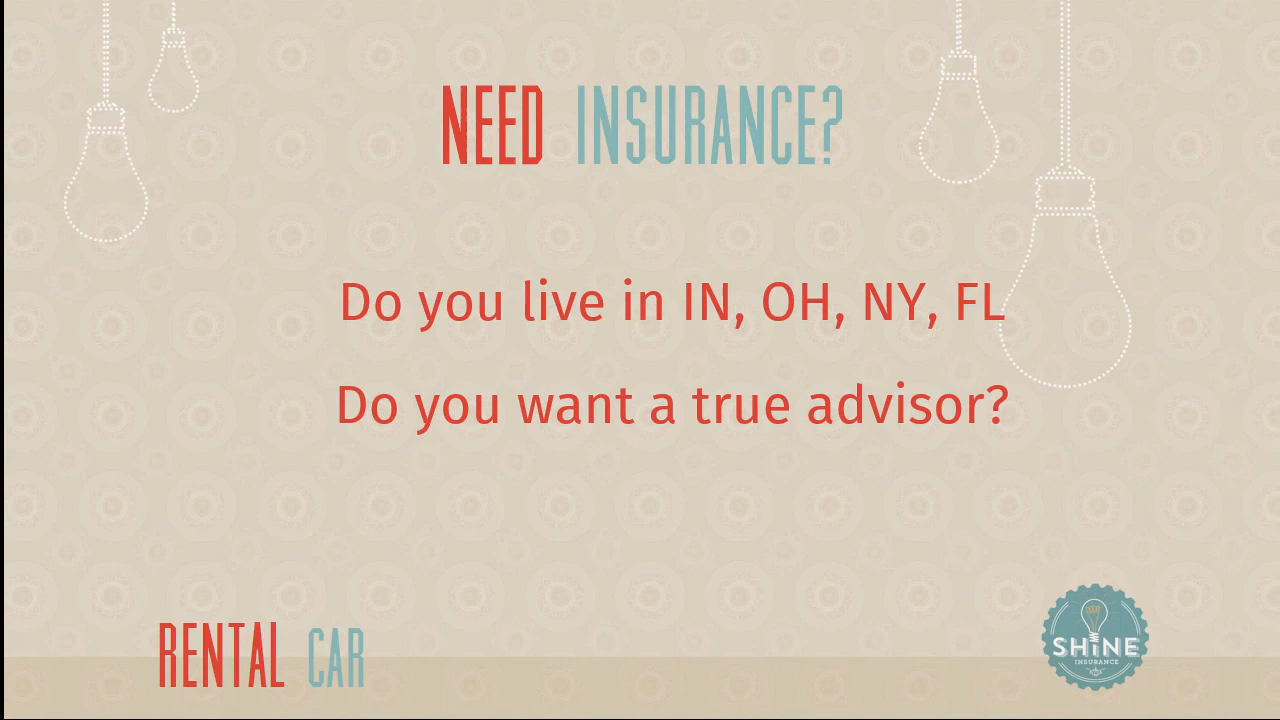 NEED INSURANCE?
Do you live in IN, OH, NY, FL
Do you want a true advisor?
RENTAL CAR
SHINE
INSURANCE